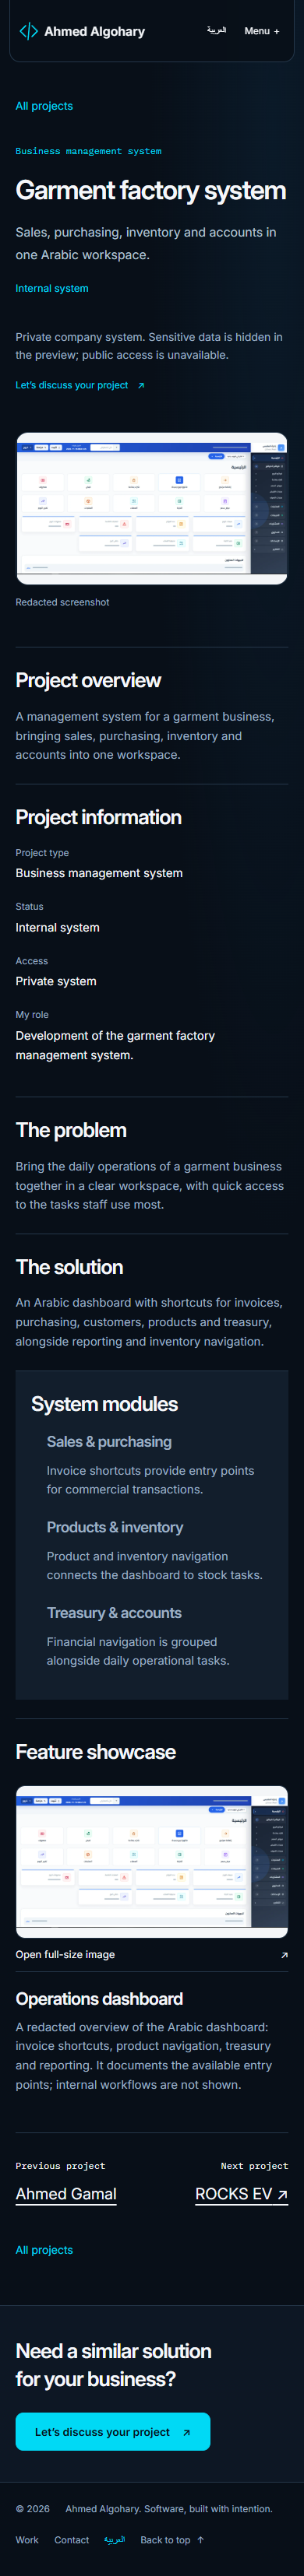 Ahmed Algohary
العربية
Menu +
All projects
Business management system
Garment factory system
Sales, purchasing, inventory and accounts in
one Arabic workspace.
Internal system
Private company system. Sensitive data is hidden in
the preview; public access is unavailable.
Let's discuss your project ↗
الرئيسية
Redacted screenshot
Project overview
A management system for a garment business,
bringing sales, purchasing, inventory and
accounts into one workspace.
Project information
Project type
Business management system
Status
Internal system
Access
Private system
My role
Development of the garment factory
management system.
The problem
Bring the daily operations of a garment business
together in a clear workspace, with quick access
to the tasks staff use most.
The solution
An Arabic dashboard with shortcuts for invoices,
purchasing, customers, products and treasury,
alongside reporting and inventory navigation.
System modules
Sales & purchasing
Invoice shortcuts provide entry points
for commercial transactions.
Products & inventory
Product and inventory navigation
connects the dashboard to stock tasks.
Treasury & accounts
Financial navigation is grouped
alongside daily operational tasks.
Feature showcase
الرئيسية
Open full-size image ↗
Operations dashboard
A redacted overview of the Arabic dashboard:
invoice shortcuts, product navigation, treasury
and reporting. It documents the available entry
points; internal workflows are not shown.
Previous project
Ahmed Gamal
Next project
ROCKS EV ↗
All projects
Need a similar solution
for your business?
Let's discuss your project ↗
© 2026 Ahmed Algohary. Software, built with intention.
Work Contact العربية Back to top ↑